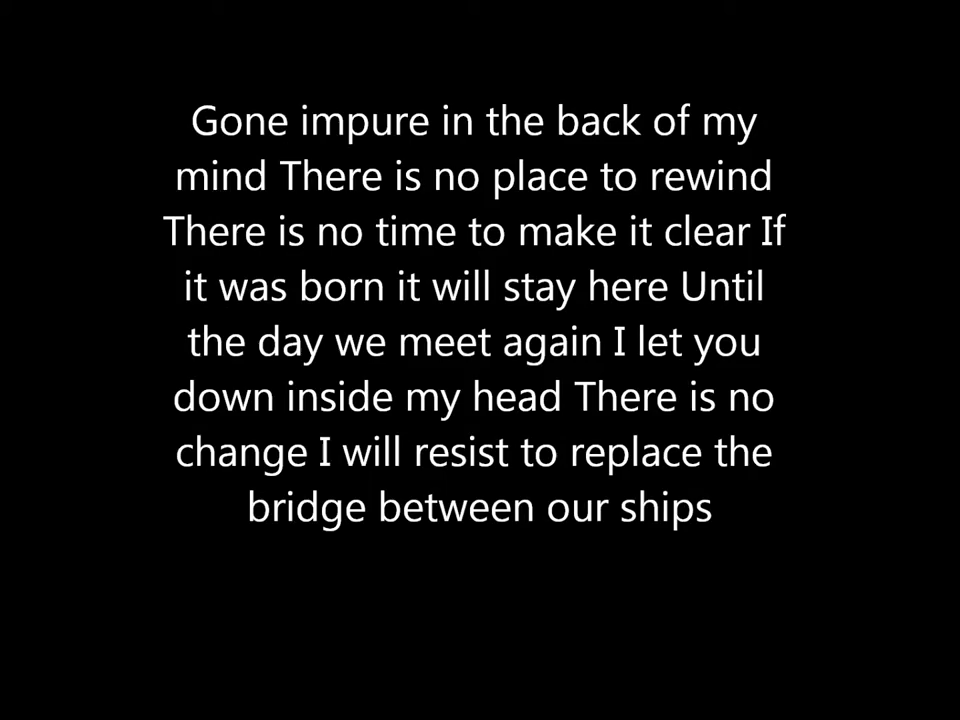 Gone impure in the back of my
mind There is no place to rewind
There is no time to make it clear If
it was born it will stay here Until
the day we meet again I let you
down inside my head There is no
change I will resist to replace the
bridge between our ships